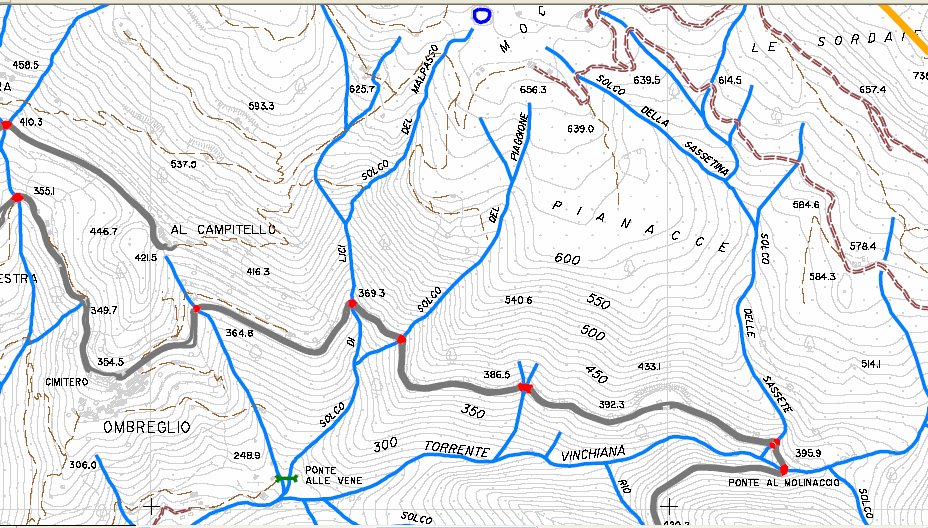 458.5
RA
410.3
593.3
625.7
MALPASSO
DEL
SOLCO
M O C
656.3
639.0
SOLCO
DELLA
SASSETINA
639.5
614.5
LE SORDAIE
657.4
736
537.5
355.1
446.7
AL CAMPITELLO
421.5
416.3
ICI
PIAGGIONE
DEL
SOLCO
PIANACCE
600
550
500
450
584.6
578.4
584.3
SOLCO
DELLE
SASSETE
ESTRA
349.7
354.5
CIMITERO
364.6
369.3
DI
SOLCO
540.6
386.5
433.1
392.3
514.1
OMBREGLIO
350
300
TORRENTE
VINCHIANA
306.0
248.9
PONTE
ALLE VENE
395.9
PONTE AL MOLINACCIO
RIO
SOLCO
SOLCO